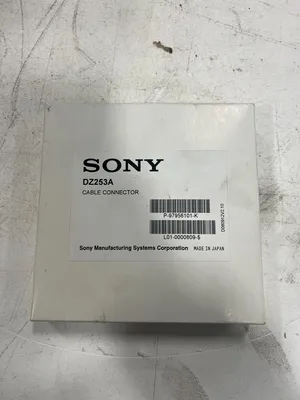 SONY
DZ253A
CABLE CONNECTOR
P-97956101-K
L01-0000609-5
Sony Manufacturing Systems Corporation MADE IN JAPAN